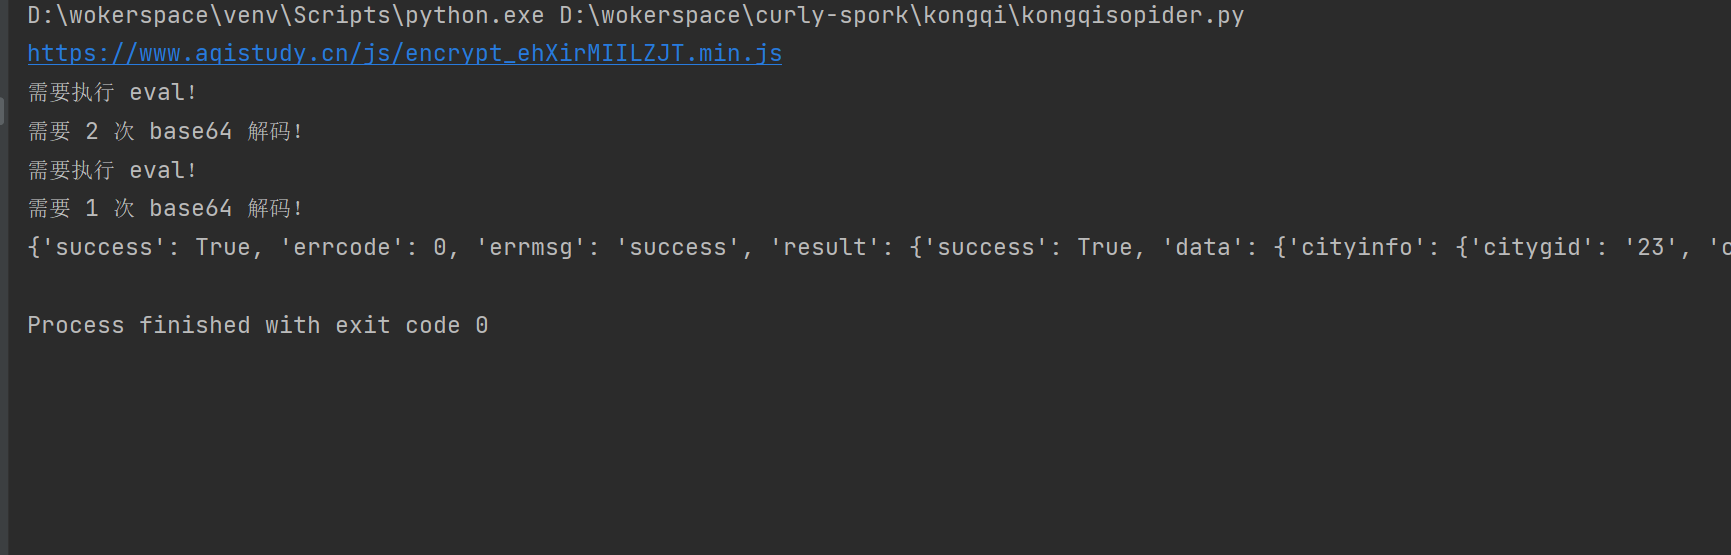 D:\wokerspace\venv\Scripts\python.exe D:\wokerspace\curly-spork\kongqi\kongqisopider.py
https://www.aqistudy.cn/js/encrypt_ehXirMIILZJT.min.js
需要执行 eval!
需要 2 次 base64 解码!
需要执行 eval!
需要 1 次 base64 解码!
{'success': True, 'errcode': 0, 'errmsg': 'success', 'result': {'success': True, 'data': {'cityinfo': {'citygid': '23',
Process finished with exit code 0